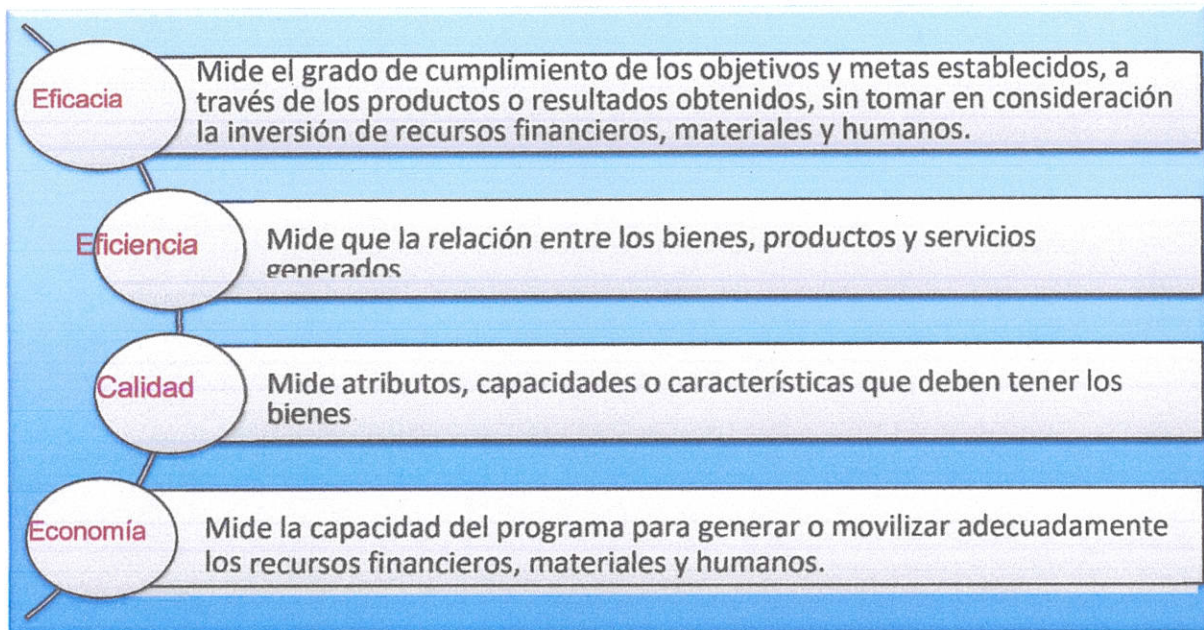 Eficacia
Mide el grado de cumplimiento de los objetivos y metas establecidos, a
través de los productos o resultados obtenidos, sin tomar en consideración
la inversión de recursos financieros, materiales y humanos.
Eficiencia
Mide que la relación entre los bienes, productos y servicios
generados
Calidad
Mide atributos, capacidades o características que deben tener los
bienes
Economía
Mide la capacidad del programa para generar o movilizar adecuadamente
los recursos financieros, materiales y humanos.